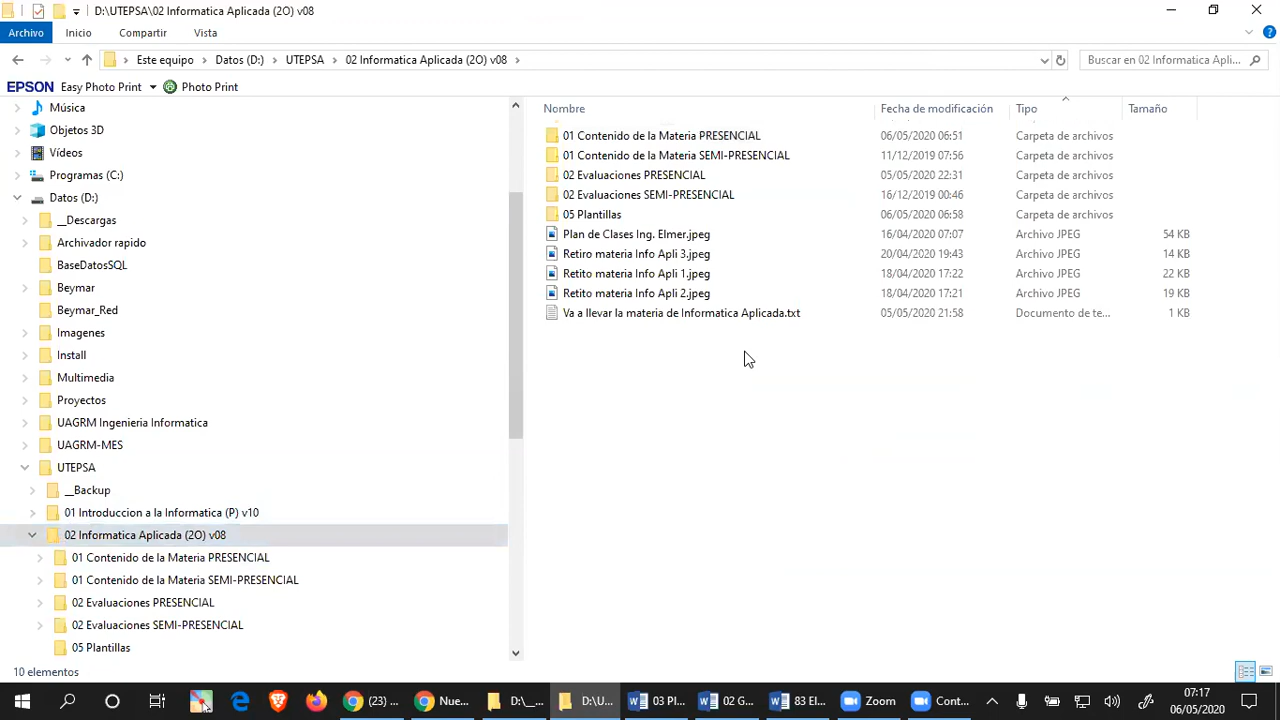 D:\UTEPSA\02 Informatica Aplicada (2O) v08
Archivo Inicio Compartir Vista
Este equipo Datos (D:) UTEPSA 02 Informatica Aplicada (2O) v08 Buscar en 02 Informatica Apli...
EPSON Easy Photo Print Photo Print
Música
Objetos 3D
Vídeos
Programas (C:)
Datos (D:)
__Descargas
Archivador rapido
BaseDatosSQL
Beymar
Beymar_Red
Imagenes
Install
Multimedia
Proyectos
UAGRM Ingenieria Informatica
UAGRM-MES
UTEPSA
__Backup
01 Introduccion a la Informatica (P) v10
02 Informatica Aplicada (2O) v08
01 Contenido de la Materia PRESENCIAL
01 Contenido de la Materia SEMI-PRESENCIAL
02 Evaluaciones PRESENCIAL
02 Evaluaciones SEMI-PRESENCIAL
05 Plantillas
Nombre Fecha de modificación Tipo Tamaño
01 Contenido de la Materia PRESENCIAL 06/05/2020 06:51 Carpeta de archivos
01 Contenido de la Materia SEMI-PRESENCIAL 11/12/2019 07:56 Carpeta de archivos
02 Evaluaciones PRESENCIAL 05/05/2020 22:31 Carpeta de archivos
02 Evaluaciones SEMI-PRESENCIAL 16/12/2019 00:46 Carpeta de archivos
05 Plantillas 06/05/2020 06:58 Carpeta de archivos
Plan de Clases Ing. Elmer.jpeg 16/04/2020 07:07 Archivo JPEG 54 KB
Retiro materia Info Apli 3.jpeg 20/04/2020 19:43 Archivo JPEG 14 KB
Retito materia Info Apli 1.jpeg 18/04/2020 17:22 Archivo JPEG 22 KB
Retito materia Info Apli 2.jpeg 18/04/2020 17:21 Archivo JPEG 19 KB
Va a llevar la materia de Informatica Aplicada.txt 05/05/2020 21:58 Documento de te... 1 KB
10 elementos
(23) ... Nue... D:\__... D:\U... 03 Pl... 02 G... 83 El... Zoom Cont... 07:17
06/05/2020